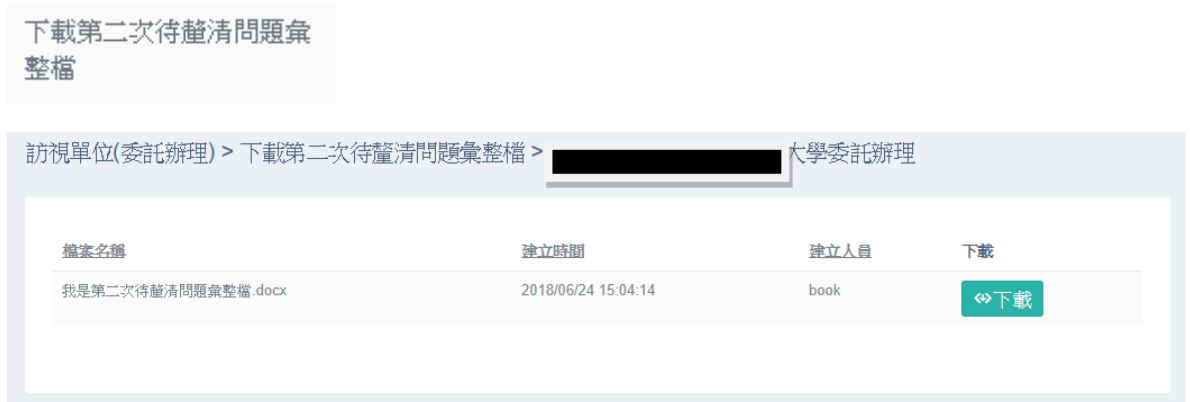 下載第二次待釐清問題彙
整檔
訪視單位(委託辦理) > 下載第二次待釐清問題彙整檔 > 大學委託辦理
檔案名稱 建立時間 建立人員 下載
我是第二次待釐清問題彙整檔.docx 2018/06/24 15:04:14 book 下載